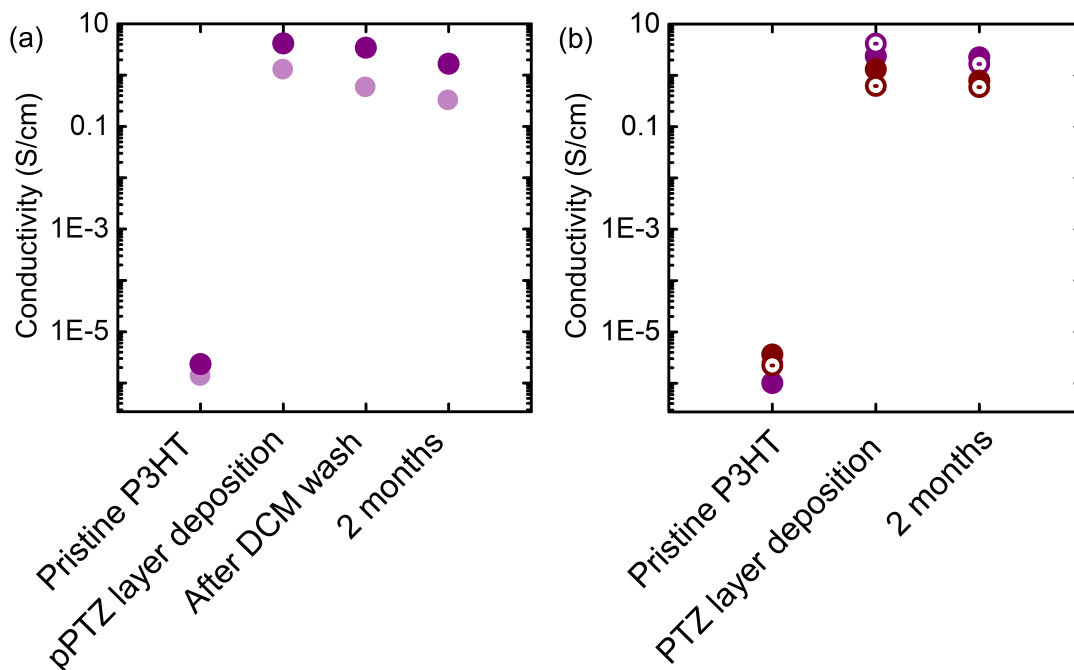 (a)
Conductivity (S/cm)
10
0.1
1E-3
1E-5
Pristine P3HT
pPTZ layer deposition
After DCM wash
2 months
(b)
Conductivity (S/cm)
10
0.1
1E-3
1E-5
Pristine P3HT
PTZ layer deposition
2 months